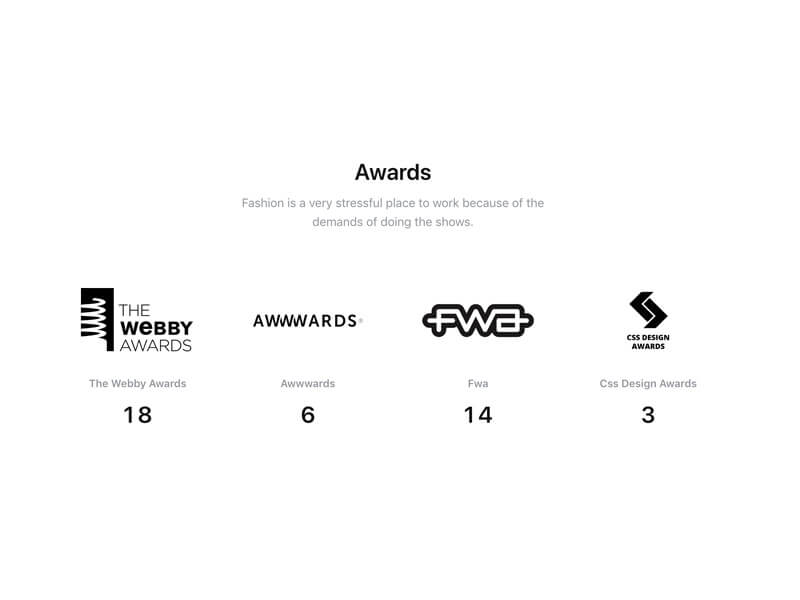 Awards
Fashion is a very stressful place to work because of the
demands of doing the shows.
THE
WeBBY
AWARDS
AWWWARDS®
FWA
CSS DESIGN
AWARDS
The Webby Awards
Awwwards
Fwa
Css Design Awards
18
6
14
3